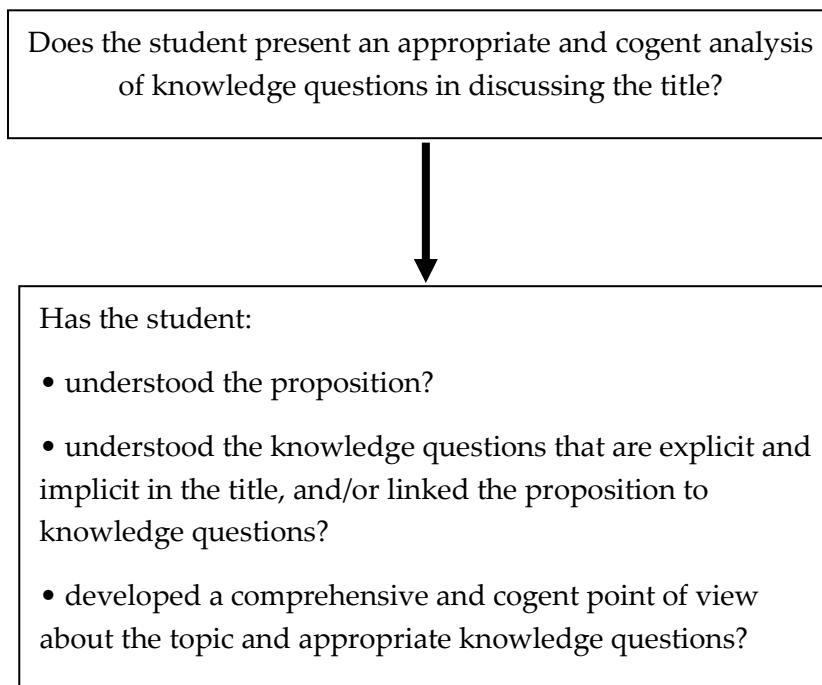 Does the student present an appropriate and cogent analysis
of knowledge questions in discussing the title?
Has the student:
• understood the proposition?
• understood the knowledge questions that are explicit and
implicit in the title, and/or linked the proposition to
knowledge questions?
• developed a comprehensive and cogent point of view
about the topic and appropriate knowledge questions?